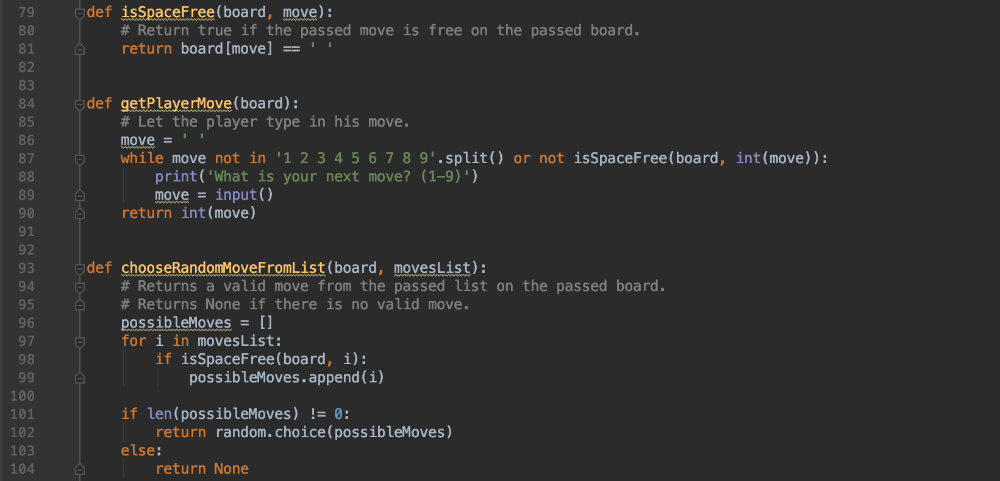 79 def isSpaceFree(board, move):
80     # Return true if the passed move is free on the passed board.
81     return board[move] == ' '
82
83
84 def getPlayerMove(board):
85     # Let the player type in his move.
86     move = ' '
87     while move not in '1 2 3 4 5 6 7 8 9'.split() or not isSpaceFree(board, int(move)):
88         print('What is your next move? (1-9)')
89         move = input()
90     return int(move)
91
92
93 def chooseRandomMoveFromList(board, movesList):
94     # Returns a valid move from the passed list on the passed board.
95     # Returns None if there is no valid move.
96     possibleMoves = []
97     for i in movesList:
98         if isSpaceFree(board, i):
99             possibleMoves.append(i)
100
101     if len(possibleMoves) != 0:
102         return random.choice(possibleMoves)
103     else:
104         return None